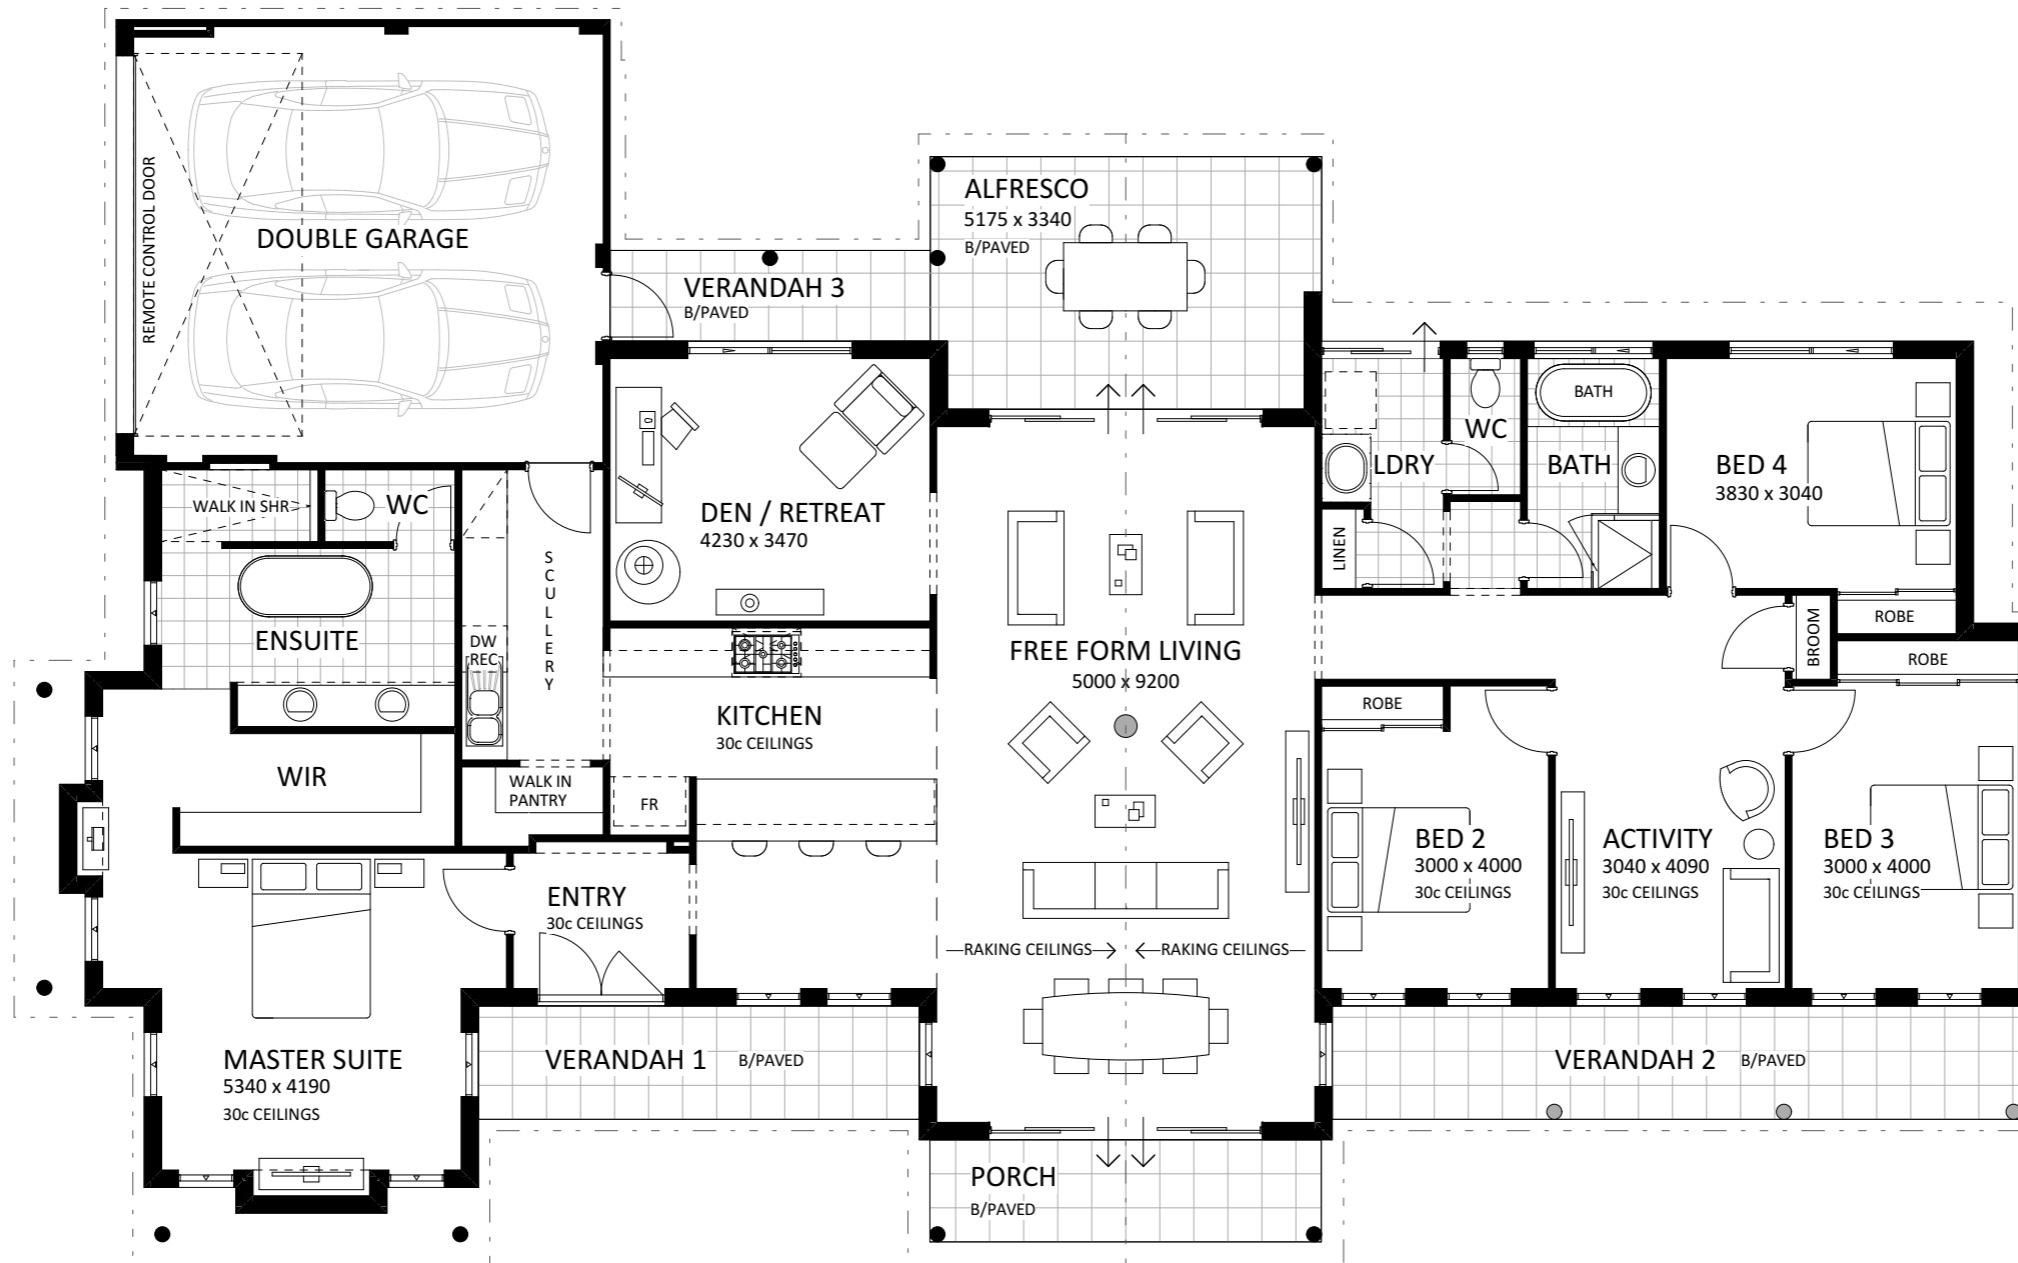 REMOTE CONTROL DOOR
DOUBLE GARAGE
VERANDAH 3
B/PAVED
ALFRESCO
5175 x 3340
B/PAVED
WALK IN SHR
WC
ENSUITE
SCULLERY
DW
REC
DEN / RETREAT
4230 x 3470
LDRY
WC
BATH
BATH
LINEN
BED 4
3830 x 3040
ROBE
BROOM
ROBE
FREE FORM LIVING
5000 x 9200
KITCHEN
30c CEILINGS
WIR
WALK IN
PANTRY
FR
ROBE
BED 2
3000 x 4000
30c CEILINGS
ACTIVITY
3040 x 4090
30c CEILINGS
BED 3
3000 x 4000
30c CEILINGS
ENTRY
30c CEILINGS
RAKING CEILINGS
RAKING CEILINGS
MASTER SUITE
5340 x 4190
30c CEILINGS
VERANDAH 1
B/PAVED
VERANDAH 2
B/PAVED
PORCH
B/PAVED